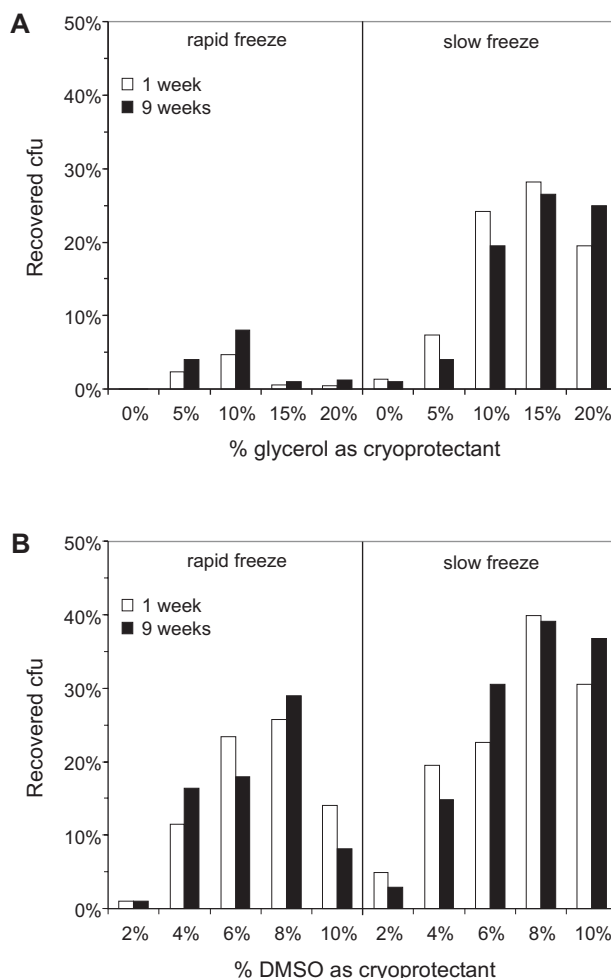 A
50%
rapid freeze
slow freeze
1 week
9 weeks
40%
30%
20%
10%
0%
Recovered cfu
0% 5% 10% 15% 20% 0% 5% 10% 15% 20%
% glycerol as cryoprotectant
B
50%
rapid freeze
slow freeze
1 week
9 weeks
40%
30%
20%
10%
0%
Recovered cfu
2% 4% 6% 8% 10% 2% 4% 6% 8% 10%
% DMSO as cryoprotectant